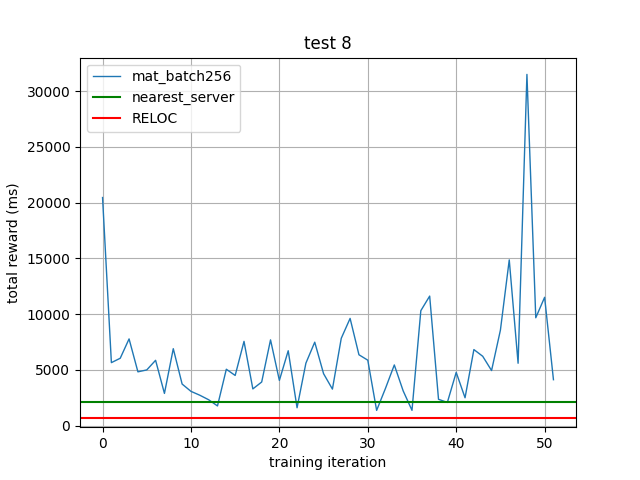 test 8
mat_batch256
nearest_server
RELOC
total reward (ms)
30000
25000
20000
15000
10000
5000
0
0 10 20 30 40 50
training iteration